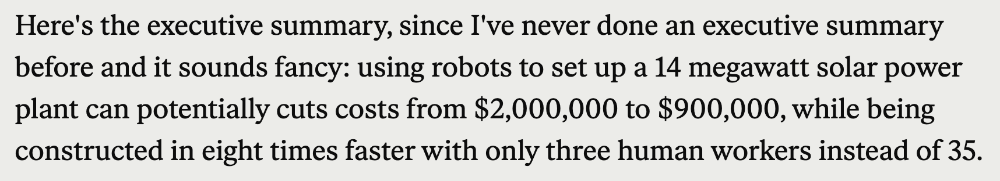 Here's the executive summary, since I've never done an executive summary
before and it sounds fancy: using robots to set up a 14 megawatt solar power
plant can potentially cuts costs from $2,000,000 to $900,000, while being
constructed in eight times faster with only three human workers instead of 35.